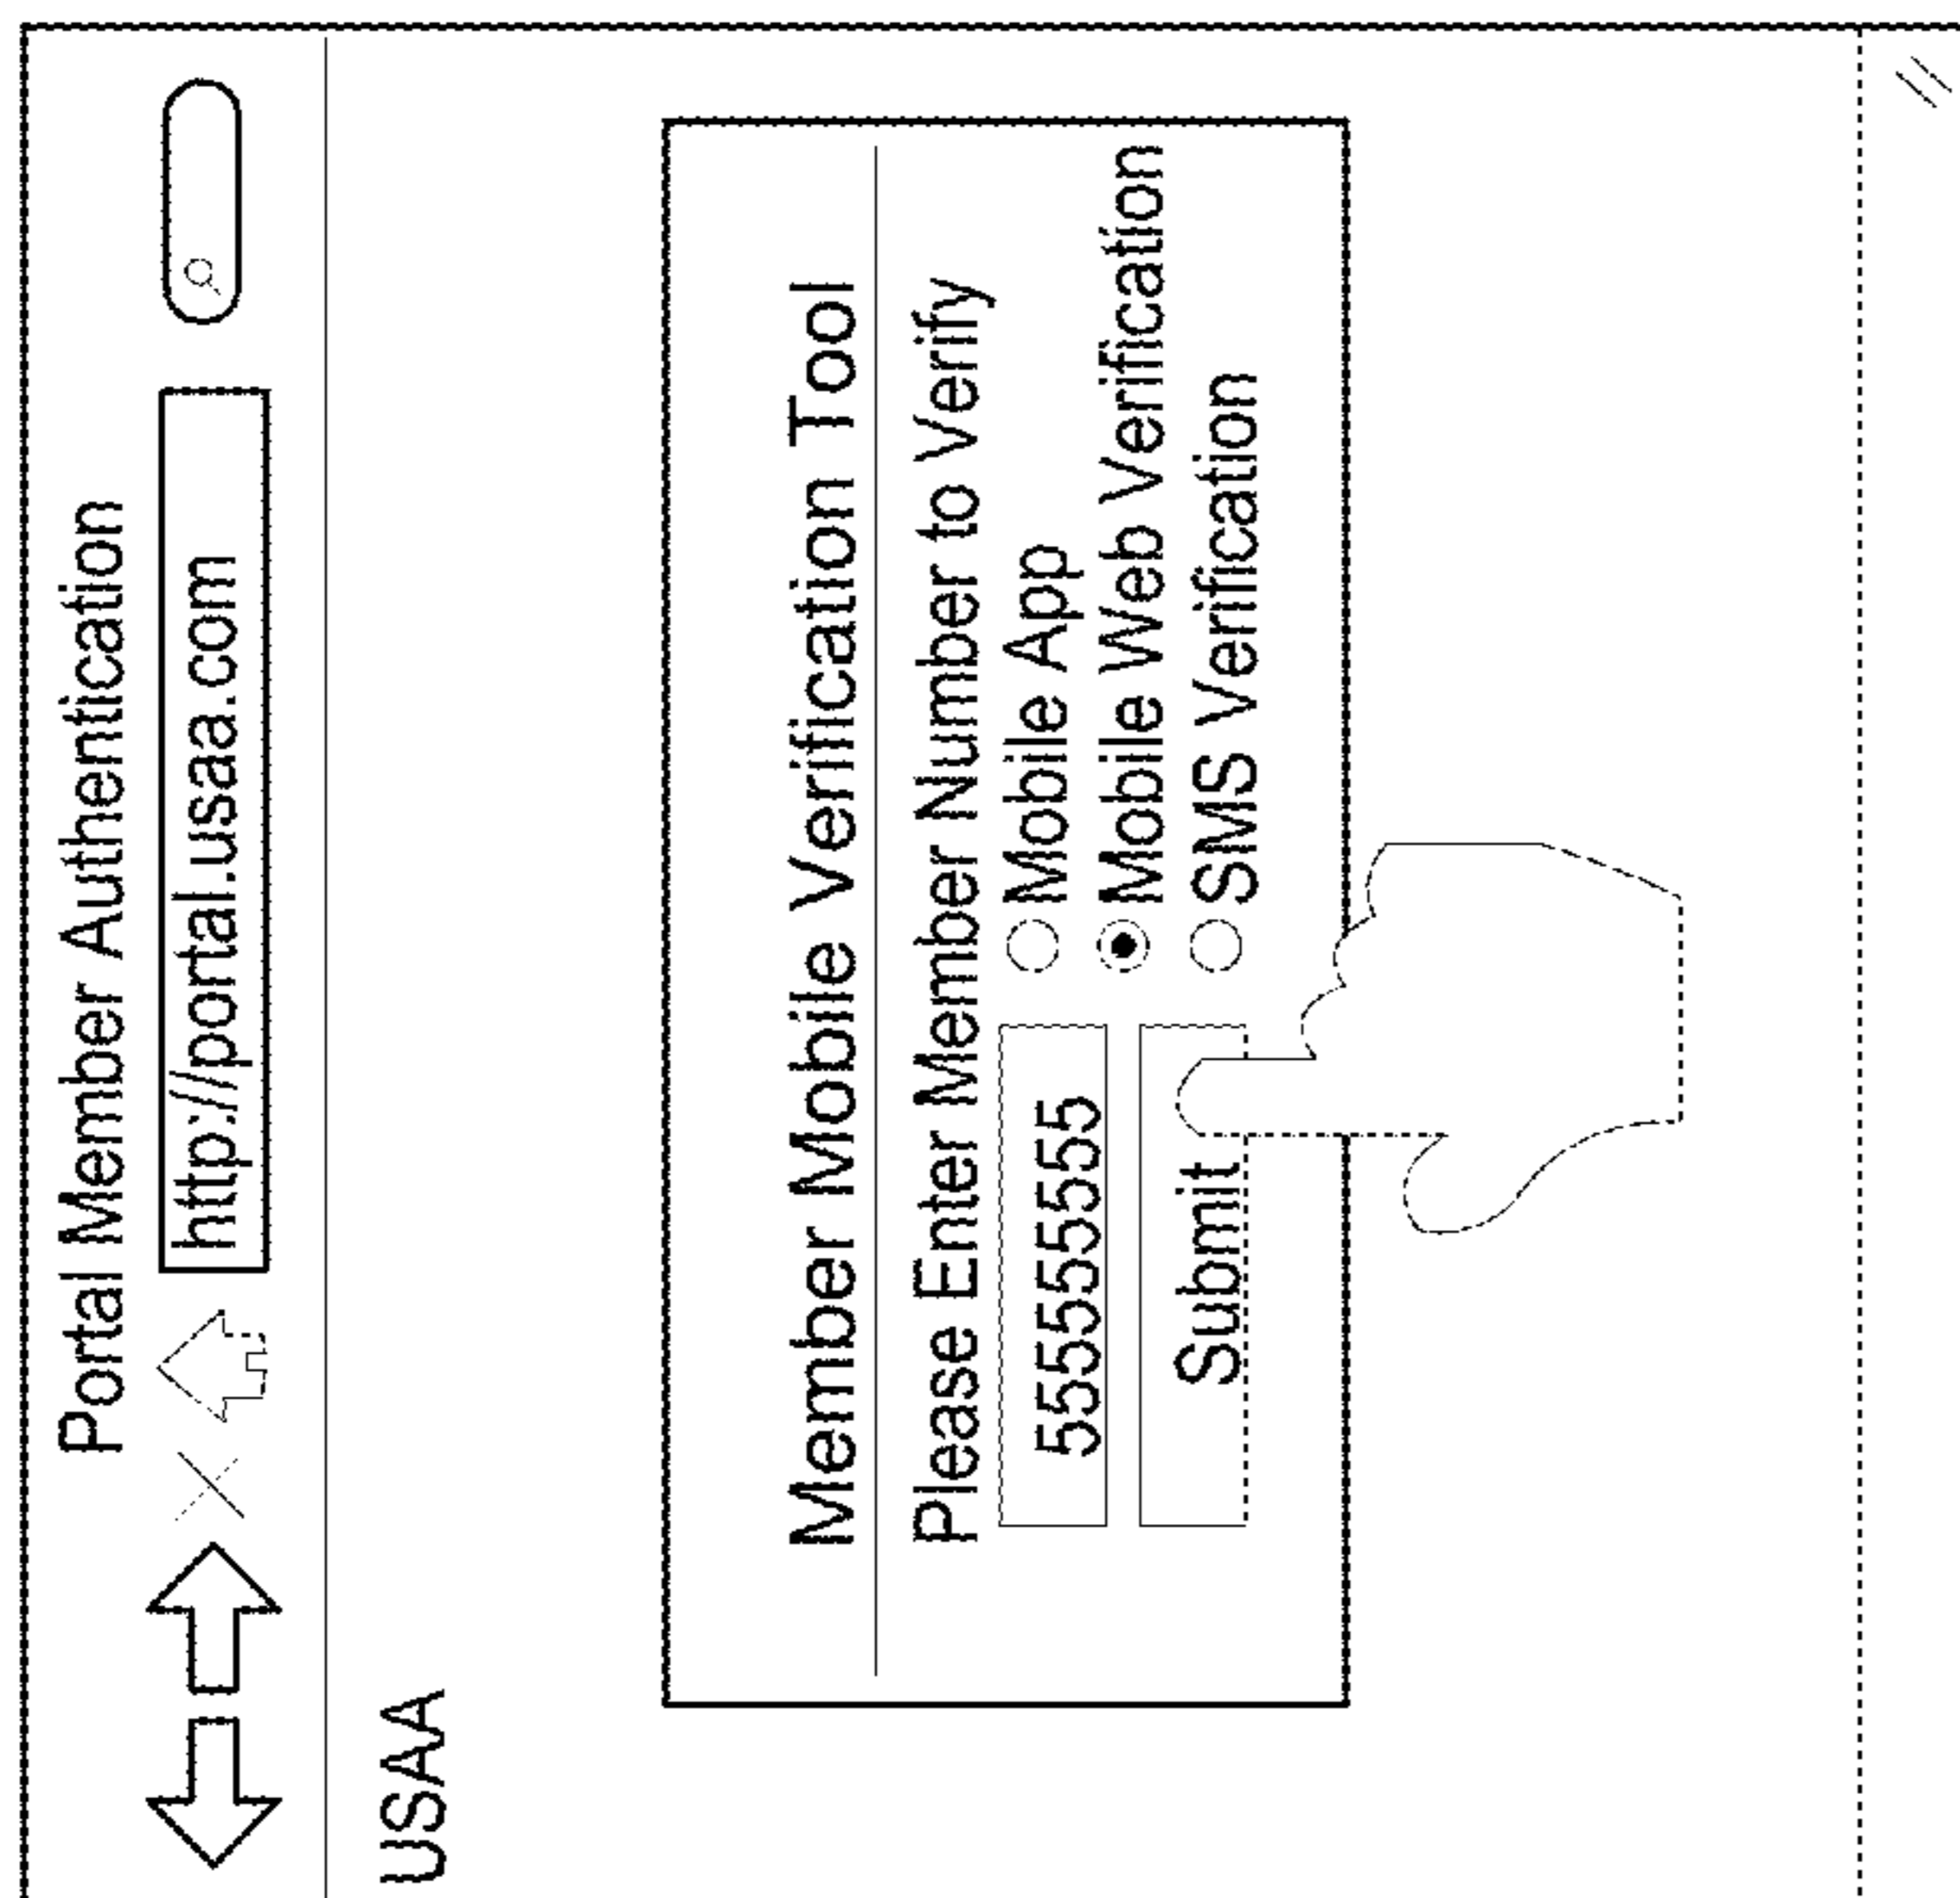 Portal Member Authentication
http://portal.usaa.com
USAA
Member Mobile Verification Tool
Please Enter Member Number to Verify
555555555
Mobile App
Mobile Web Verification
Submit
SMS Verification